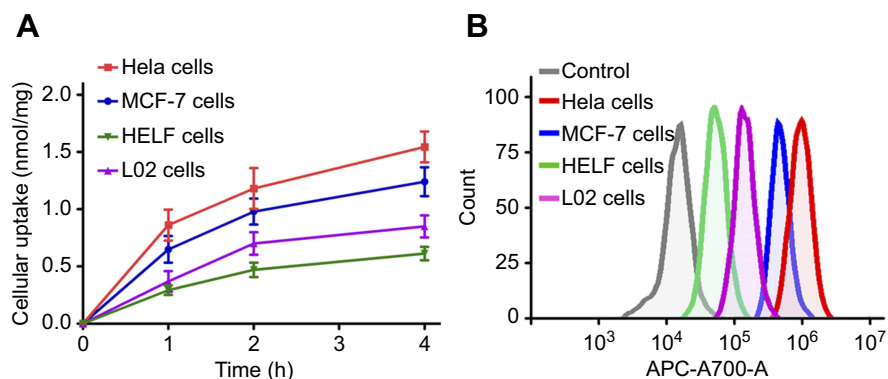 A
Hela cells
MCF-7 cells
HELF cells
L02 cells
Cellular uptake (nmol/mg)
2.0
1.5
1.0
0.5
0.0
0 1 2 3 4
Time (h)
B
Control
Hela cells
MCF-7 cells
HELF cells
L02 cells
Count
100
75
50
25
0
10³ 10⁴ 10⁵ 10⁶ 10⁷
APC-A700-A